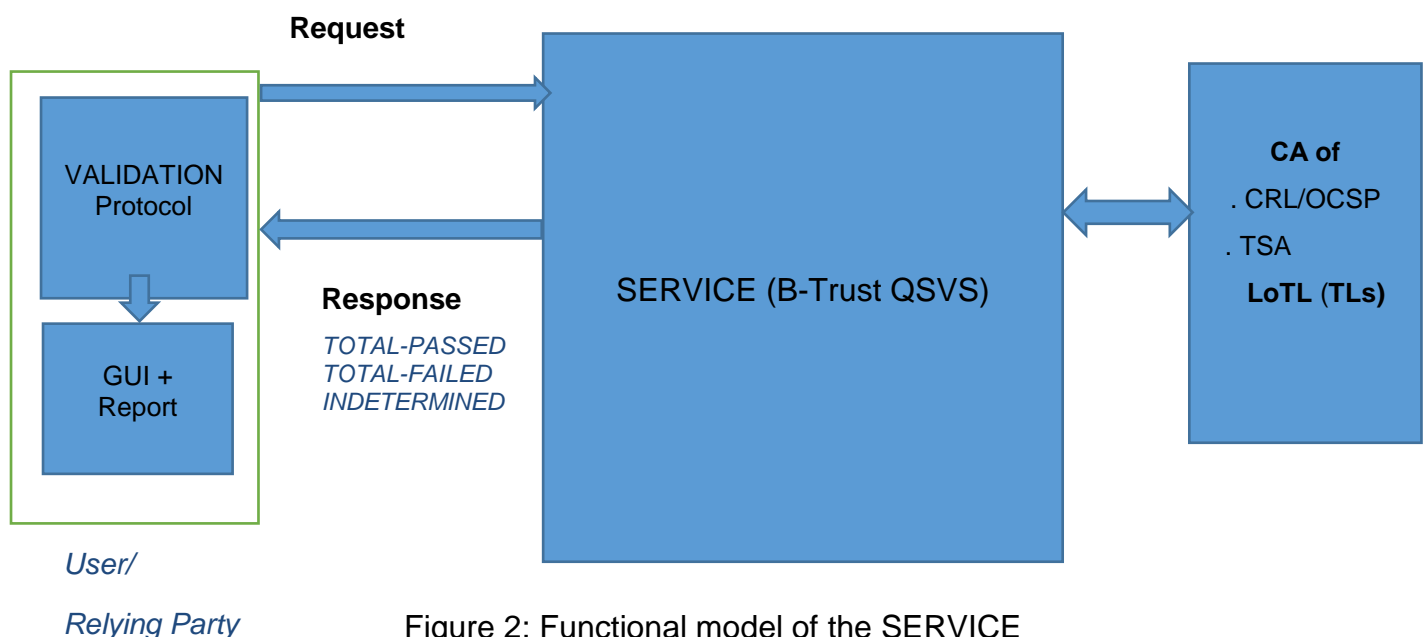 Request
VALIDATION
Protocol
GUI +
Report
Response
TOTAL-PASSED
TOTAL-FAILED
INDETERMINED
SERVICE (B-Trust QSVS)
CA of
. CRL/OCSP
. TSA
LoTL (TLs)
User/
Relying Party
Figure 2: Functional model of the SERVICE